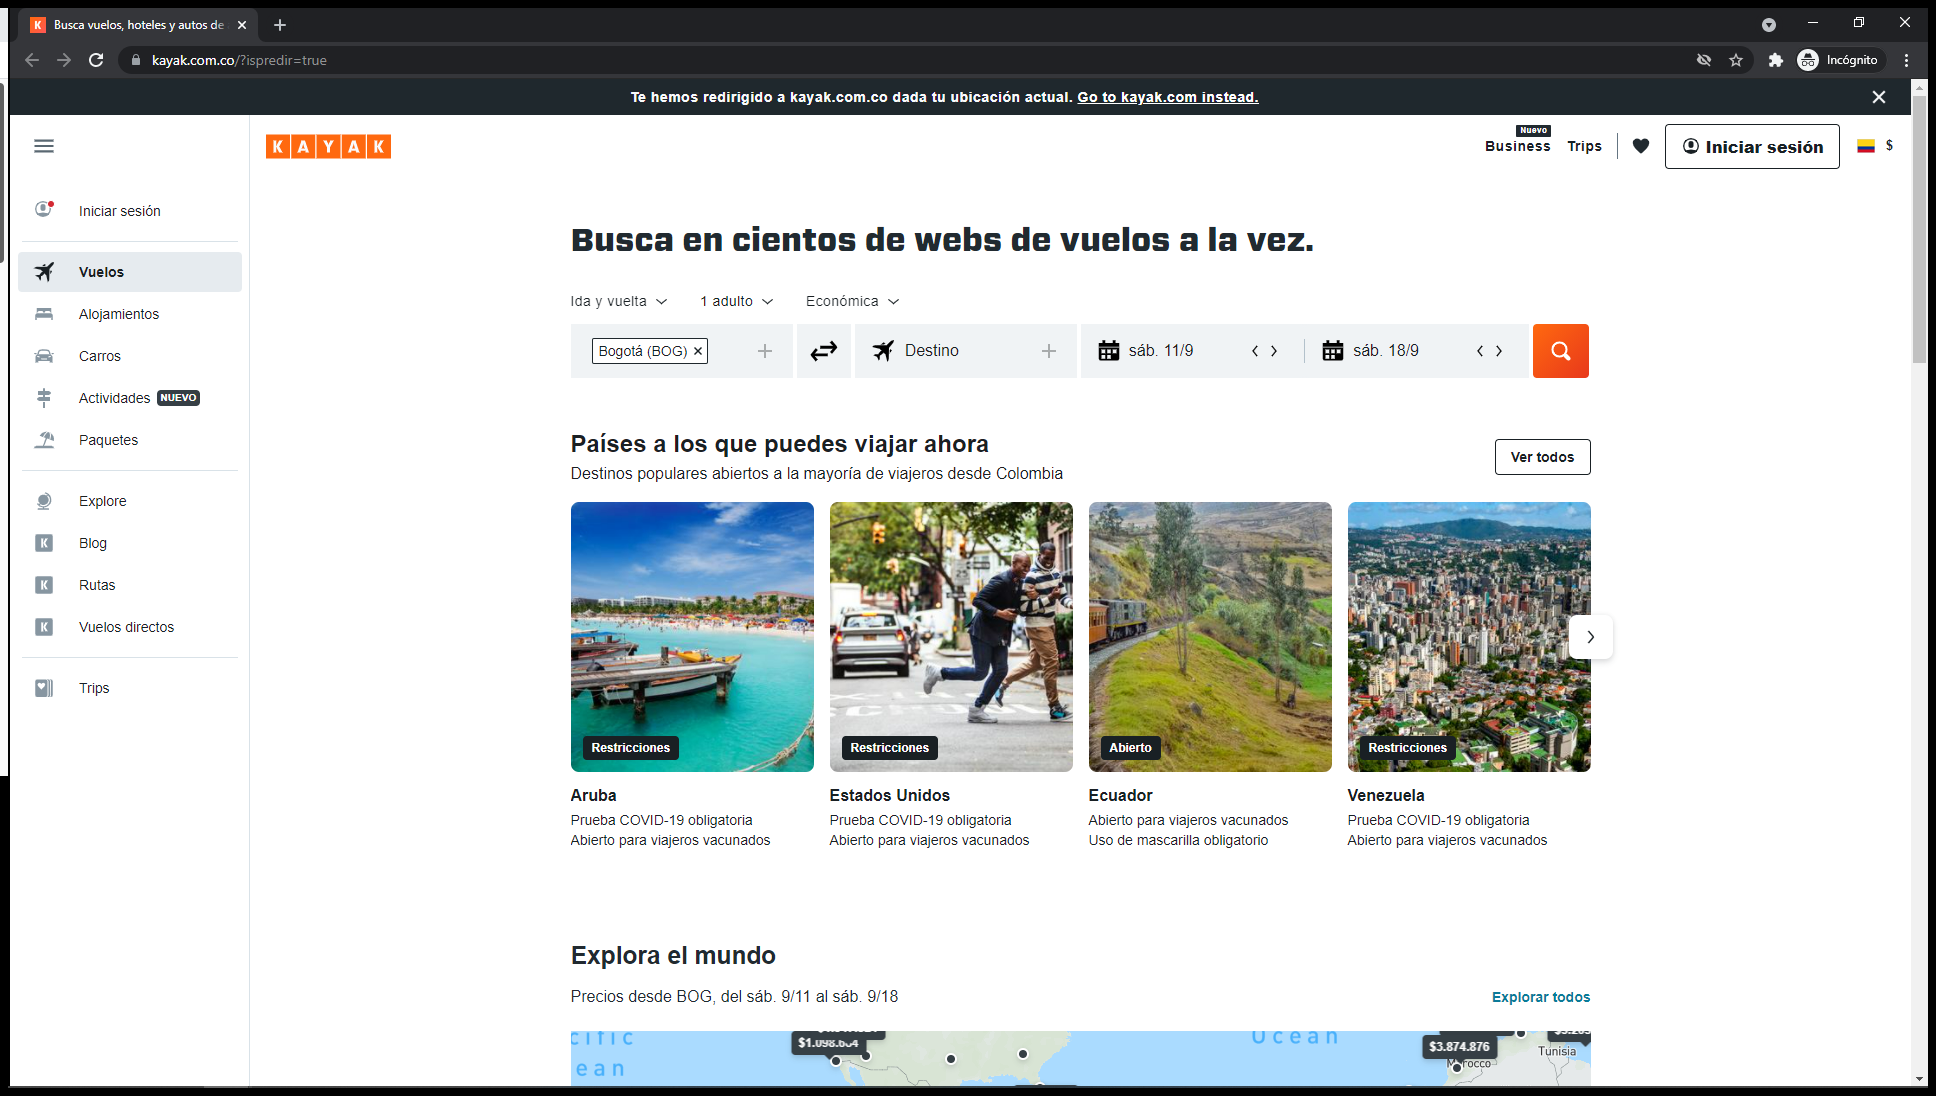 Busca vuelos, hoteles y autos de
kayak.com.co/?ispredir=true
Incógnito
Te hemos redirigido a kayak.com.co dada tu ubicación actual. Go to kayak.com instead.
KAYAK
Nuevo
Business
Trips
Iniciar sesión
$
Iniciar sesión
Vuelos
Alojamientos
Carros
Actividades NUEVO
Paquetes
Explore
Blog
Rutas
Vuelos directos
Trips
Busca en cientos de webs de vuelos a la vez.
Ida y vuelta
1 adulto
Económica
Bogotá (BOG)
Destino
sáb. 11/9
sáb. 18/9
Países a los que puedes viajar ahora
Destinos populares abiertos a la mayoría de viajeros desde Colombia
Ver todos
Restricciones
Aruba
Prueba COVID-19 obligatoria
Abierto para viajeros vacunados
Restricciones
Estados Unidos
Prueba COVID-19 obligatoria
Abierto para viajeros vacunados
Abierto
Ecuador
Abierto para viajeros vacunados
Uso de mascarilla obligatorio
Restricciones
Venezuela
Prueba COVID-19 obligatoria
Abierto para viajeros vacunados
Explora el mundo
Precios desde BOG, del sáb. 9/11 al sáb. 9/18
Explorar todos
Ocean
ean
$3.874.876
Tunisia